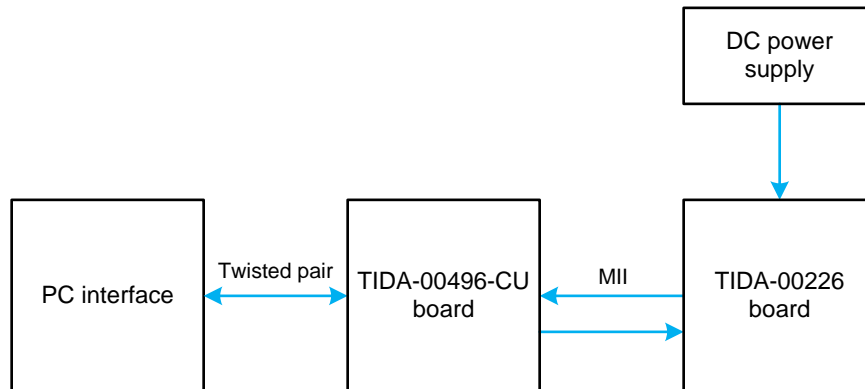 DC power
supply
PC interface
Twisted pair
TIDA-00496-CU
board
MII
TIDA-00226
board